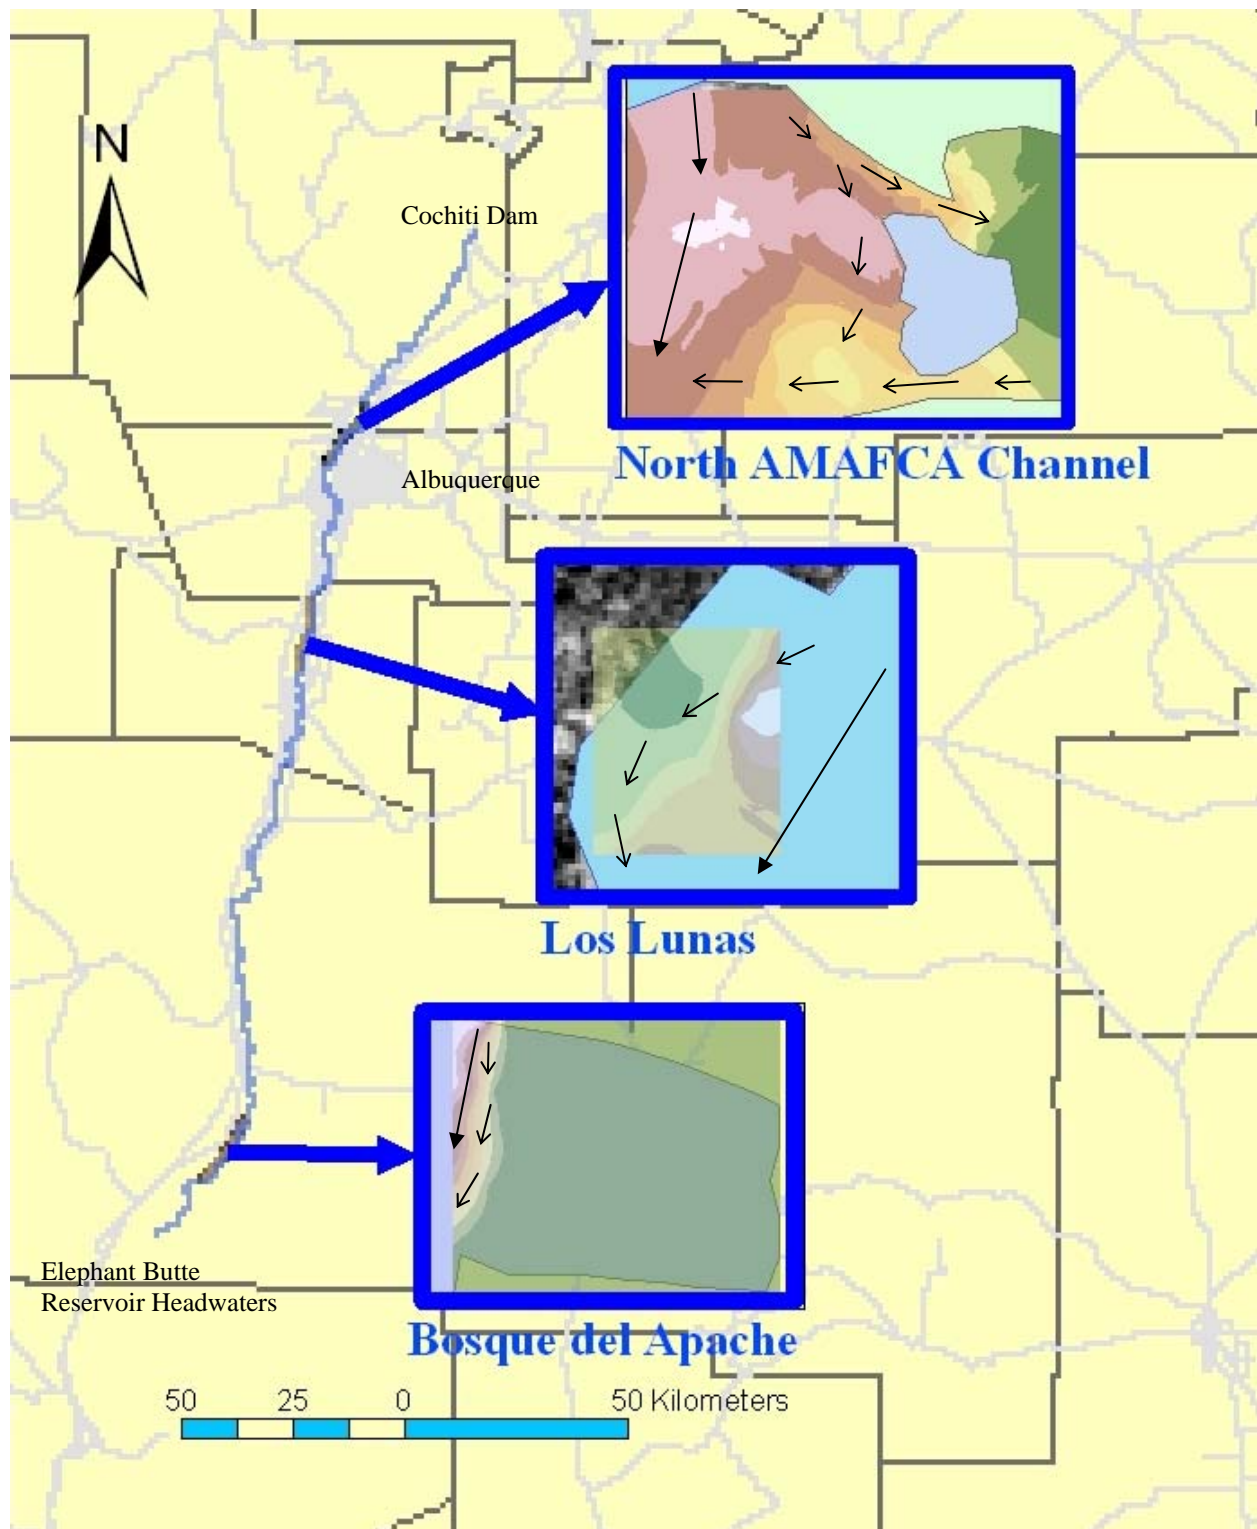 N
Cochiti Dam
North AMAFCA Channel
Albuquerque
Los Lunas
Elephant Butte
Reservoir Headwaters
Bosque del Apache
50 25 0 50 Kilometers